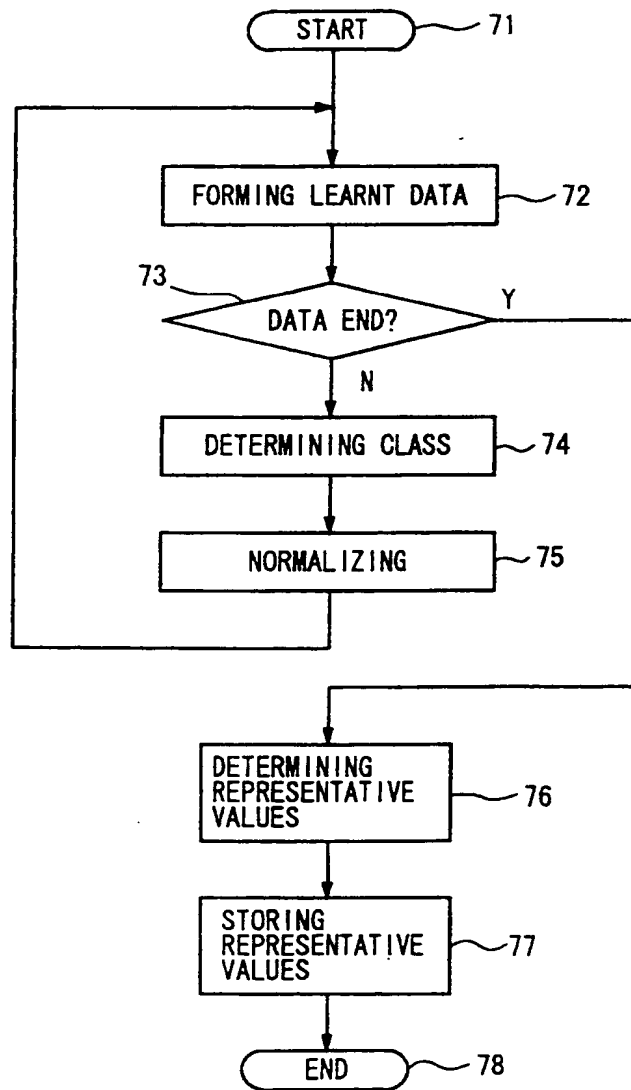 START 71
FORMING LEARNT DATA 72
73
DATA END? Y
N
DETERMINING CLASS 74
NORMALIZING 75
DETERMINING
REPRESENTATIVE 76
VALUES
STORING
REPRESENTATIVE 77
VALUES
END 78